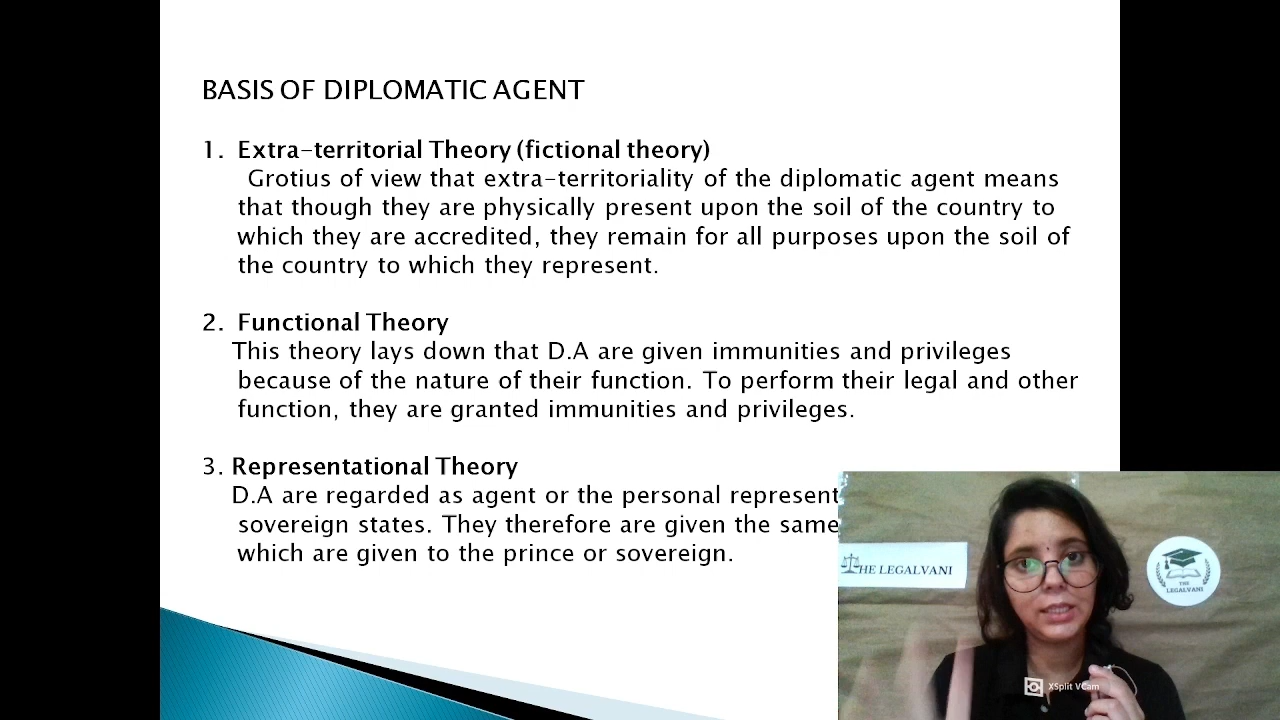 BASIS OF DIPLOMATIC AGENT
1. Extra-territorial Theory (fictional theory)
Grotius of view that extra-territoriality of the diplomatic agent means
that though they are physically present upon the soil of the country to
which they are accredited, they remain for all purposes upon the soil of
the country to which they represent.
2. Functional Theory
This theory lays down that D.A are given immunities and privileges
because of the nature of their function. To perform their legal and other
function, they are granted immunities and privileges.
3. Representational Theory
D.A are regarded as agent or the personal represent
sovereign states. They therefore are given the same
which are given to the prince or sovereign.
HE LEGALVANI
THE
LEGALVANI
XSplit VCam